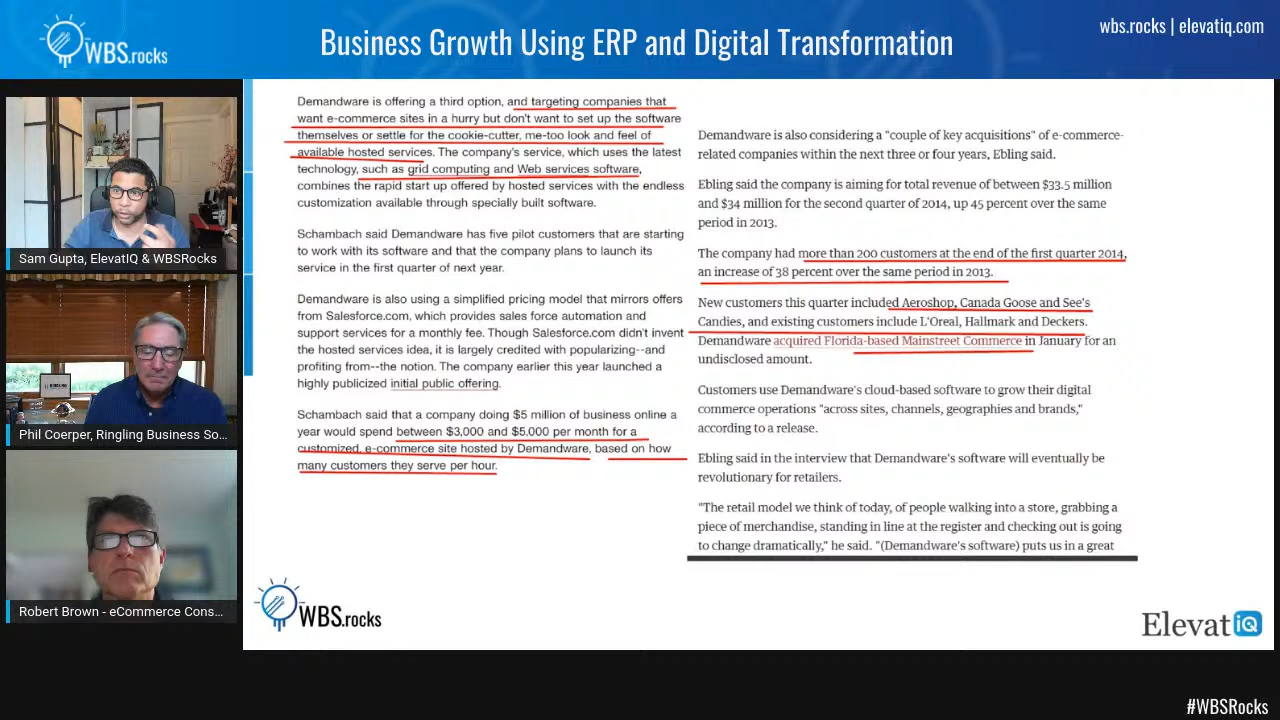 WBS.rocks
Business Growth Using ERP and Digital Transformation
wbs.rocks | elevatiq.com
Sam Gupta, ElevatIQ & WBSRocks
Phil Coerper, Ringling Business So...
Robert Brown - eCommerce Cons...
Demandware is offering a third option, and targeting companies that
want e-commerce sites in a hurry but don't want to set up the software
themselves or settle for the cookie-cutter, me-too look and feel of
available hosted services. The company's service, which uses the latest
technology, such as grid computing and Web services software,
combines the rapid start up offered by hosted services with the endless
customization available through specially built software.
Schambach said Demandware has five pilot customers that are starting
to work with its software and that the company plans to launch its
service in the first quarter of next year.
Demandware is also using a simplified pricing model that mirrors offers
from Salesforce.com, which provides sales force automation and
support services for a monthly fee. Though Salesforce.com didn't invent
the hosted services idea, it is largely credited with popularizing--and
profiting from--the notion. The company earlier this year launched a
highly publicized initial public offering.
Schambach said that a company doing $5 million of business online a
year would spend between $3,000 and $5,000 per month for a
customized, e-commerce site hosted by Demandware, based on how
many customers they serve per hour.
Demandware is also considering a "couple of key acquisitions" of e-commerce-
related companies within the next three or four years, Ebling said.
Ebling said the company is aiming for total revenue of between $33.5 million
and $34 million for the second quarter of 2014, up 45 percent over the same
period in 2013.
The company had more than 200 customers at the end of the first quarter 2014,
an increase of 38 percent over the same period in 2013.
New customers this quarter included Aeroshop, Canada Goose and See's
Candies, and existing customers include L'Oreal, Hallmark and Deckers.
Demandware acquired Florida-based Mainstreet Commerce in January for an
undisclosed amount.
Customers use Demandware's cloud-based software to grow their digital
commerce operations "across sites, channels, geographies and brands,"
according to a release.
Ebling said in the interview that Demandware's software will eventually be
revolutionary for retailers.
"The retail model we think of today, of people walking into a store, grabbing a
piece of merchandise, standing in line at the register and checking out is going
to change dramatically," he said. "(Demandware's software) puts us in a great
WBS.rocks
ElevatIQ
#WBSRocks